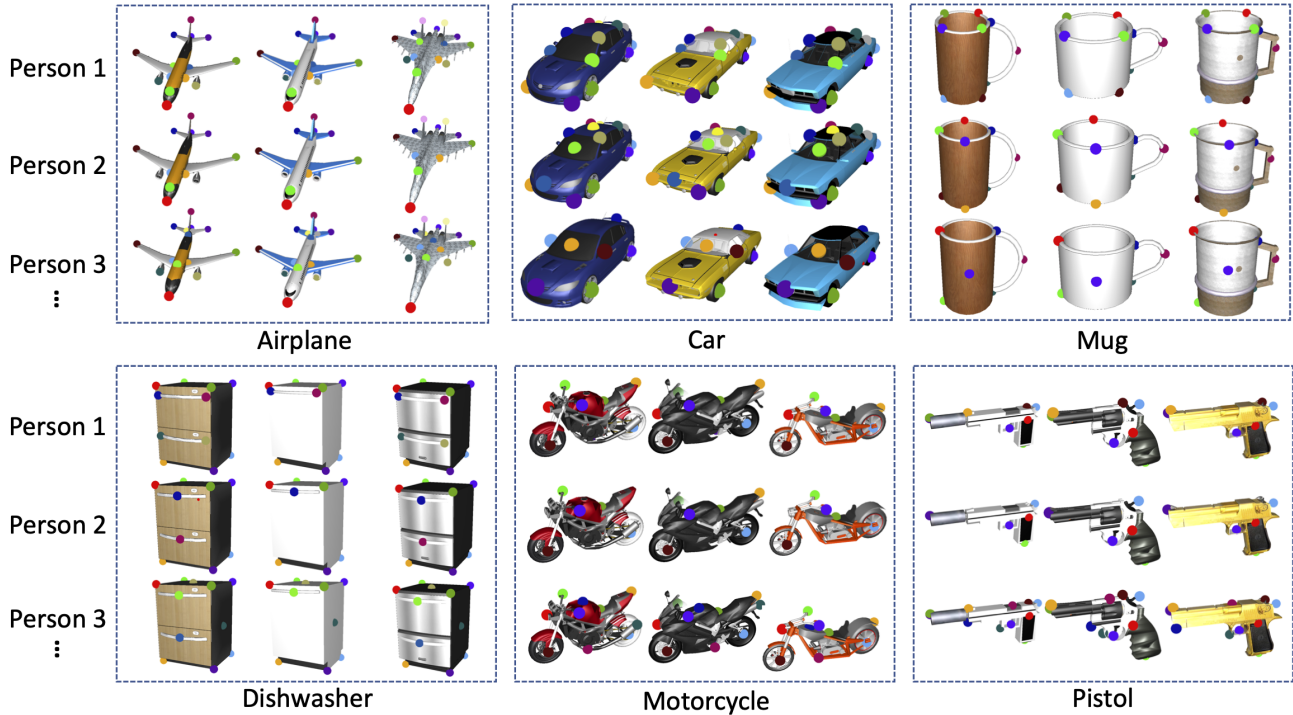 Person 1
Person 2
Person 3
⋮
Airplane
Car
Mug
Person 1
Person 2
Person 3
⋮
Dishwasher
Motorcycle
Pistol